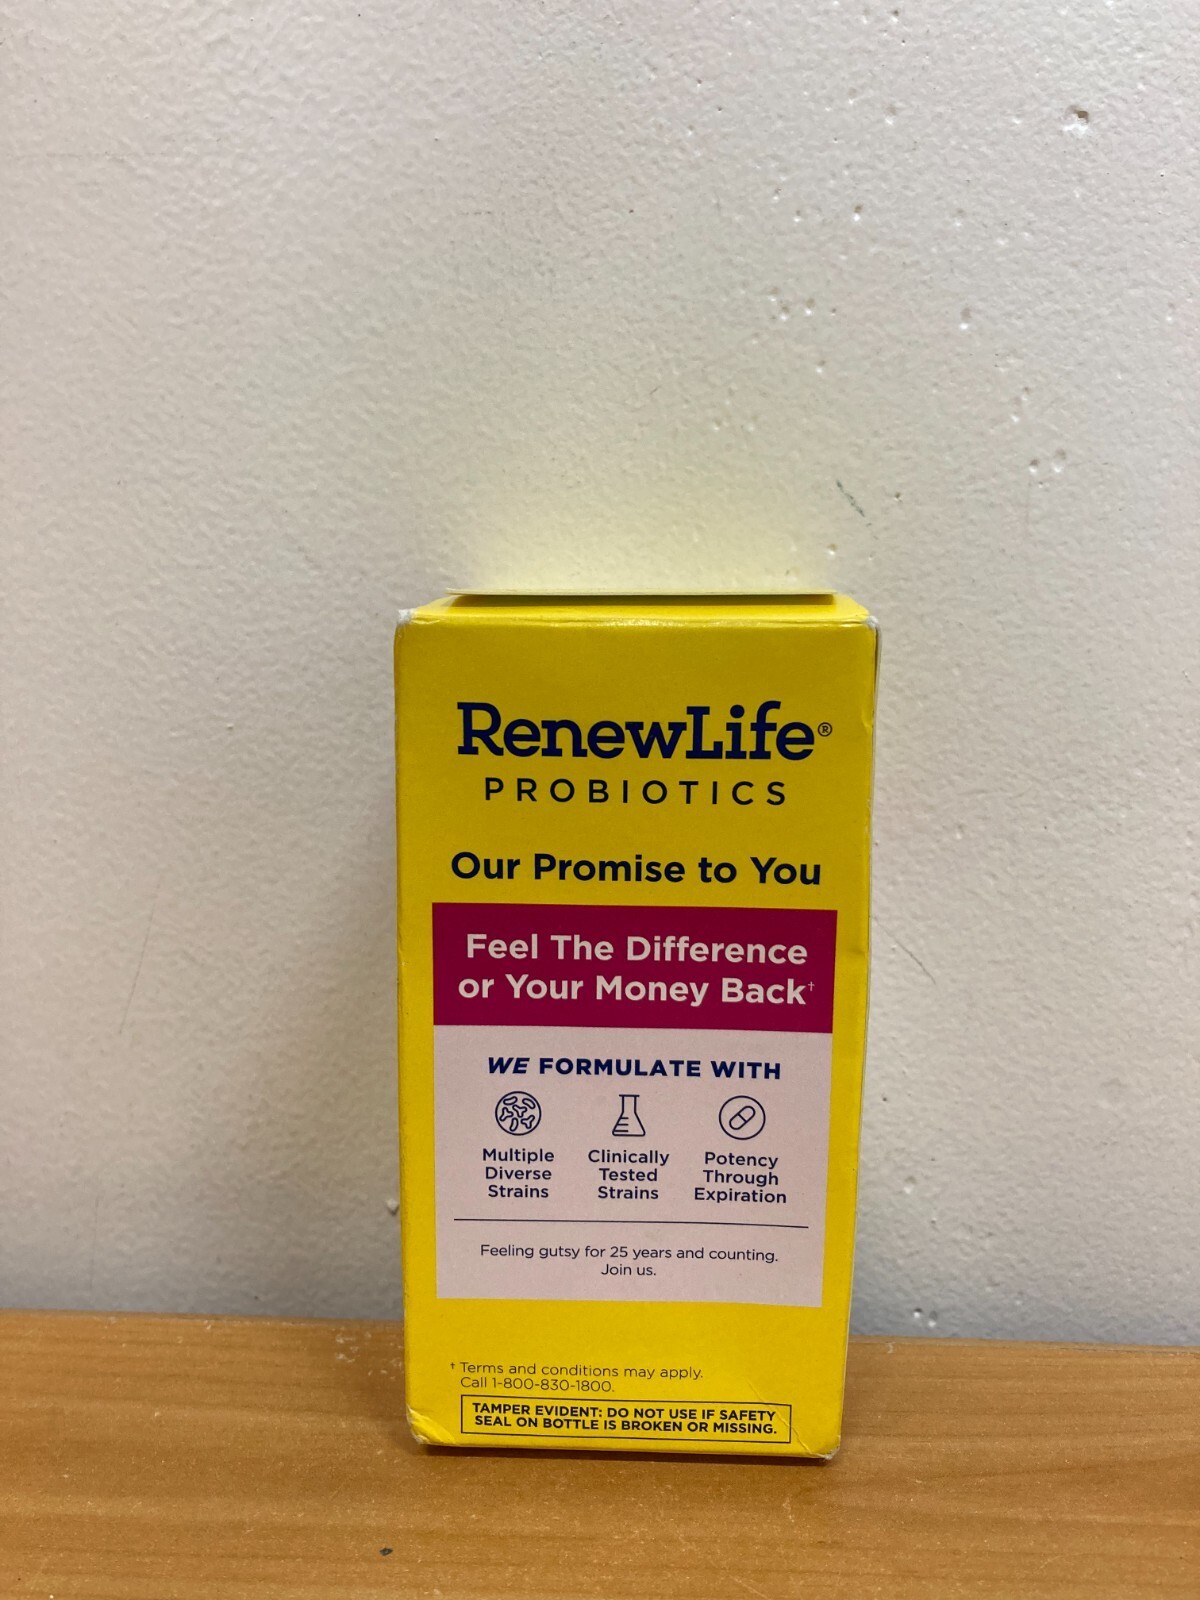 RenewLife®
PROBIOTICS
Our Promise to You
Feel The Difference
or Your Money Back†
WE FORMULATE WITH
Multiple
Diverse
Strains
Clinically
Tested
Strains
Potency
Through
Expiration
Feeling gutsy for 25 years and counting.
Join us.
† Terms and conditions may apply.
Call 1-800-830-1800.
TAMPER EVIDENT: DO NOT USE IF SAFETY
SEAL ON BOTTLE IS BROKEN OR MISSING.